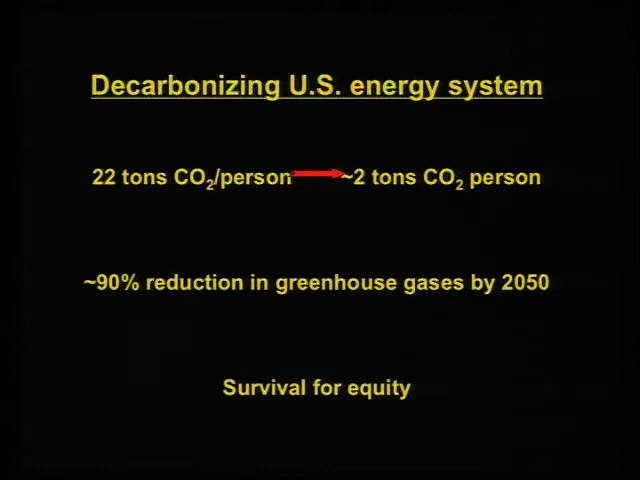 Decarbonizing U.S. energy system
22 tons CO₂/person ~2 tons CO₂ person
~90% reduction in greenhouse gases by 2050
Survival for equity